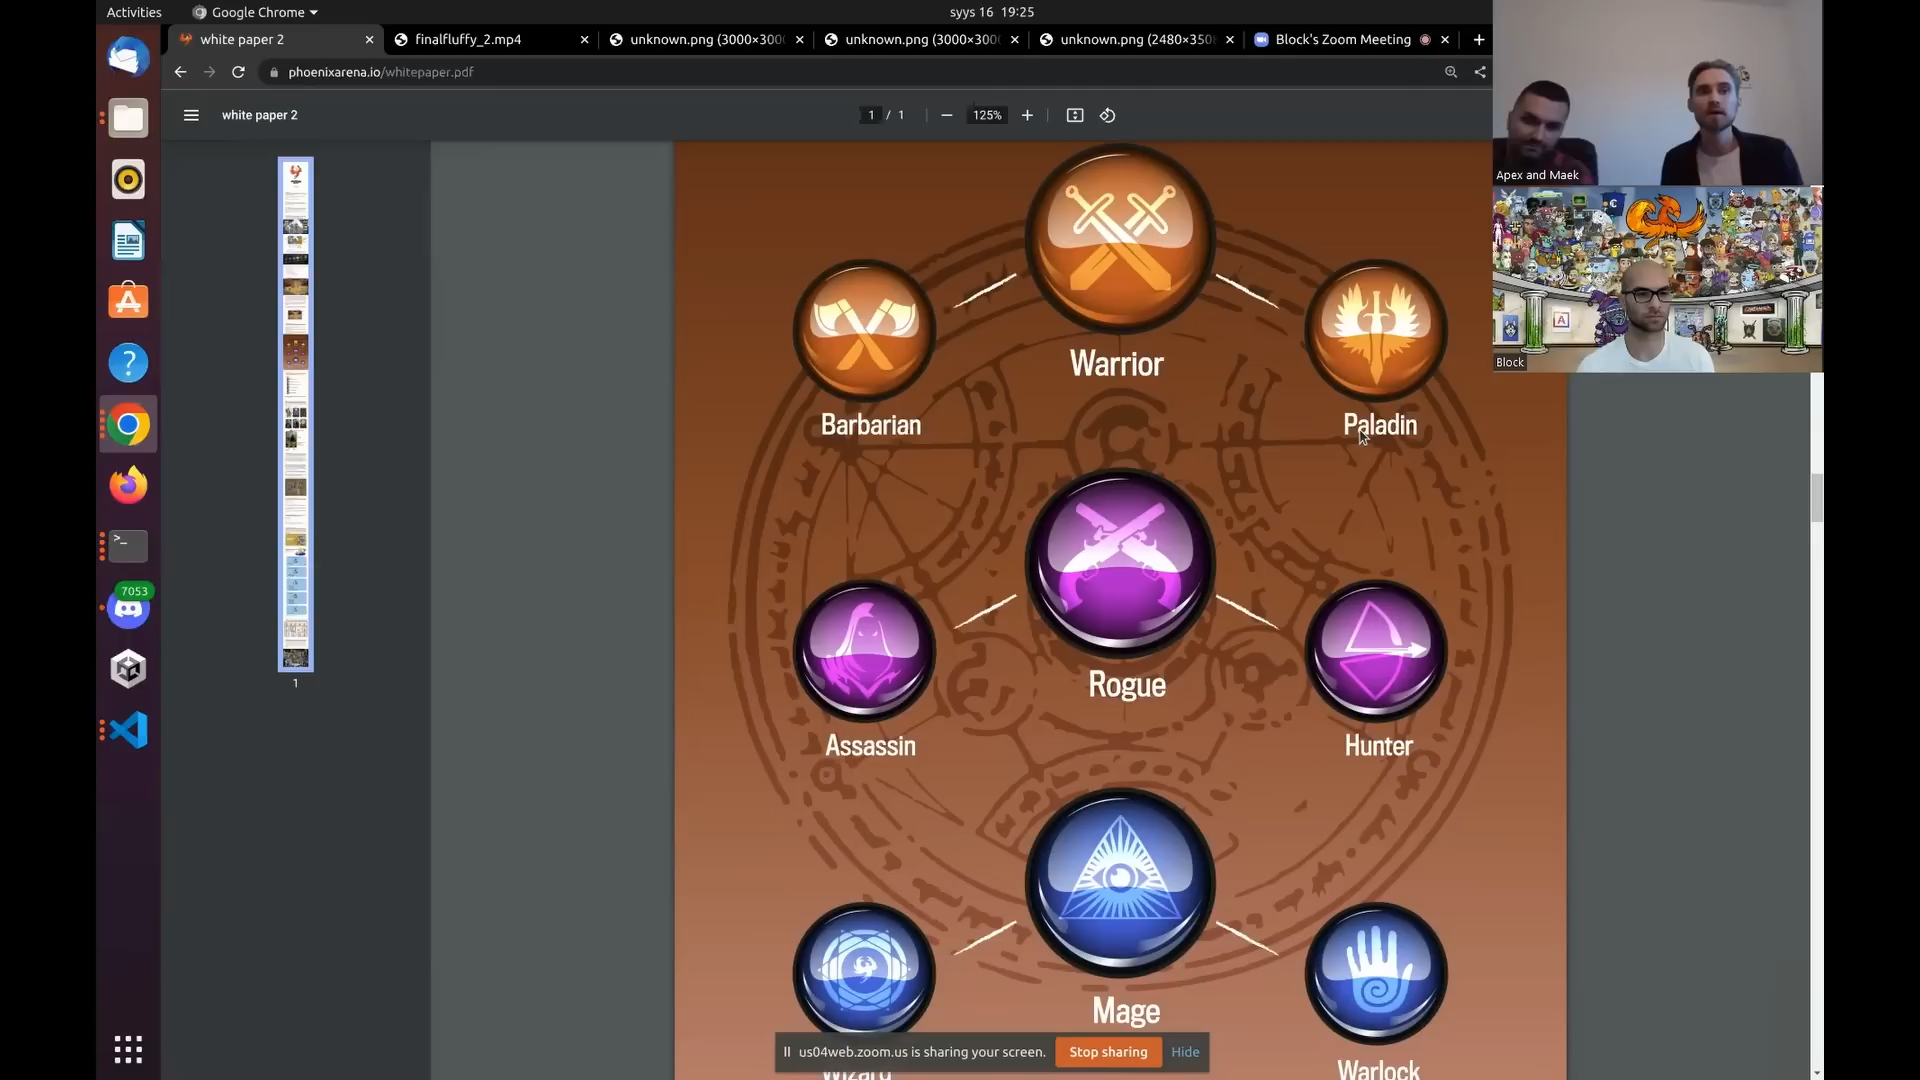 Activities
Google Chrome
syys 16 19:25
white paper 2
finalfluffy_2.mp4
unknown.png (3000×300
unknown.png (3000×300
unknown.png (2480×350
Block's Zoom Meeting
phoenixarena.io/whitepaper.pdf
white paper 2
1 / 1
125%
Apex and Maek
Block
Warrior
Barbarian
Paladin
7053
1
Rogue
Assassin
Hunter
Mage
us04web.zoom.us is sharing your screen.
Stop sharing
Hide
Wizard
Warlock